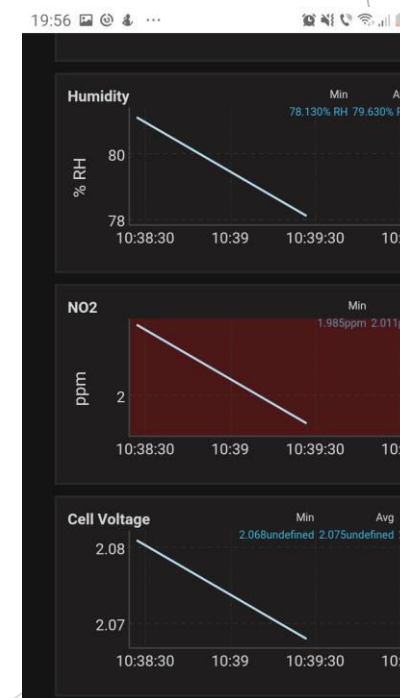 19:56
Humidity Min
78.130% RH 79.630%
% RH
80
78
10:38:30 10:39 10:39:30
NO2 Min
1.985ppm 2.011
ppm
2
10:38:30 10:39 10:39:30
Cell Voltage Min Avg
2.068undefined 2.075undefined
2.08
2.07
10:38:30 10:39 10:39:30